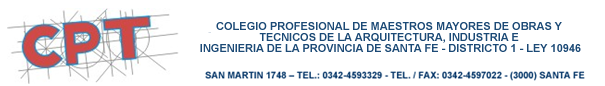 CPT
COLEGIO PROFESIONAL DE MAESTROS MAYORES DE OBRAS Y
TECNICOS DE LA ARQUITECTURA, INDUSTRIA E
INGENIERIA DE LA PROVINCIA DE SANTA FE - DISTRICTO 1 - LEY 10946
SAN MARTIN 1748 – TEL.: 0342-4593329 - TEL. / FAX: 0342-4597022 - (3000) SANTA FE